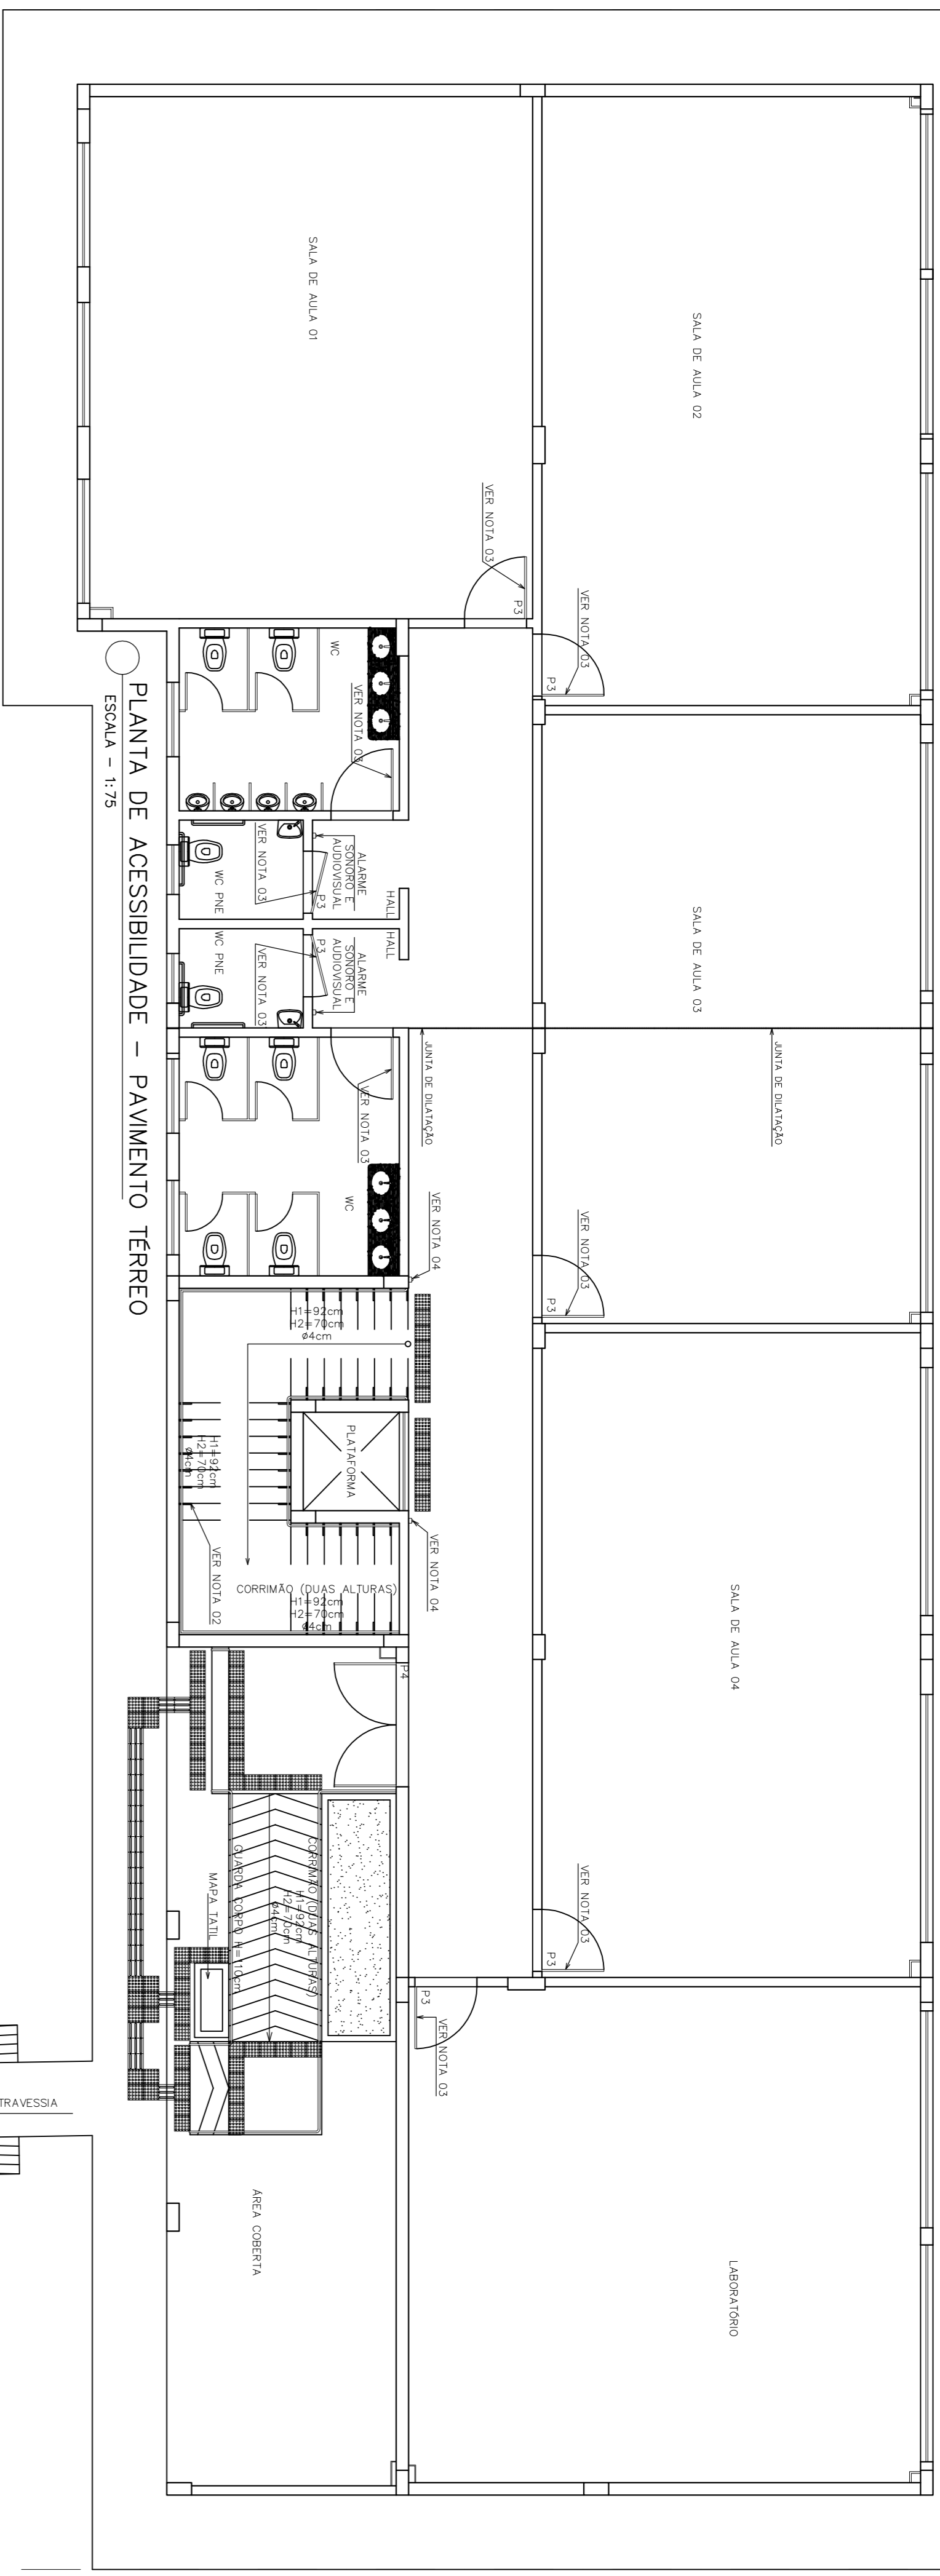 SALA DE AULA 02
SALA DE AULA 03
SALA DE AULA 04
LABORATÓRIO
JUNTA DE DILATAÇÃO
VER NOTA 03
P3
VER NOTA 03
P3
VER NOTA 03
P3
SALA DE AULA 01
VER NOTA 03
P3
JUNTA DE DILATAÇÃO
VER NOTA 04
VER NOTA 04
P3
VER NOTA 03
WC
VER NOTA 03
HALL
ALARME
SONORO E
AUDIOVISUAL
P3
VER NOTA 03
WC PNE
HALL
ALARME
SONORO E
AUDIOVISUAL
P3
VER NOTA 03
WC PNE
VER NOTA 03
WC
H1=92cm
H2=70cm
ø4cm
PLATAFORMA
H1=92cm
H2=70cm
ø4cm
VER NOTA 02
CORRIMÃO (DUAS ALTURAS)
H1=92cm
H2=70cm
ø4cm
P4
CORRIMÃO (DUAS ALTURAS)
H1=92cm
H2=70cm
ø4cm
GUARDA CORPO H=110cm
MAPA TATIL
ÁREA COBERTA
PLANTA DE ACESSIBILIDADE – PAVIMENTO TÉRREO
ESCALA – 1:75
TRAVESSIA